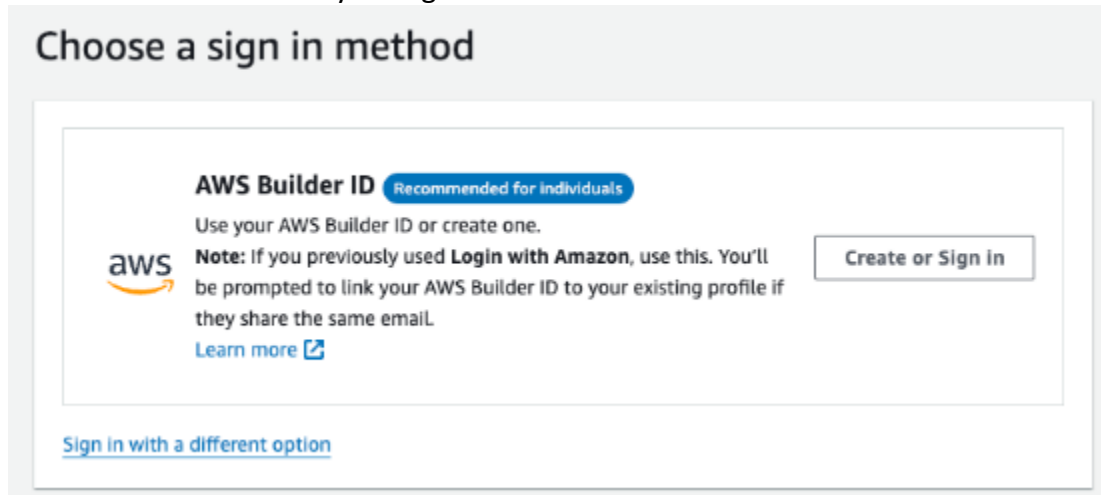 Choose a sign in method
AWS Builder ID Recommended for individuals
Use your AWS Builder ID or create one.
Note: If you previously used Login with Amazon, use this. You'll
be prompted to link your AWS Builder ID to your existing profile if
they share the same email.
Learn more
aws
Create or Sign in
Sign in with a different option